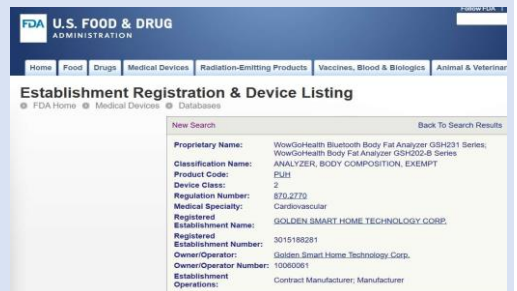 Follow FDA
FDA U.S. FOOD & DRUG
ADMINISTRATION
Home Food Drugs Medical Devices Radiation-Emitting Products Vaccines, Blood & Biologics Animal & Veterinar
Establishment Registration & Device Listing
FDA Home Medical Devices Databases
New Search Back To Search Results
Proprietary Name: WowGoHealth Bluetooth Body Fat Analyzer GSH231 Series;
WowGoHealth Body Fat Analyzer GSH202-B Series
Classification Name: ANALYZER, BODY COMPOSITION, EXEMPT
Product Code: PUH
Device Class: 2
Regulation Number: 870.2770
Medical Specialty: Cardiovascular
Registered
Establishment Name: GOLDEN SMART HOME TECHNOLOGY CORP.
Registered
Establishment Number: 3015188281
Owner/Operator: Golden Smart Home Technology Corp.
Owner/Operator Number: 10060061
Establishment
Operations: Contract Manufacturer; Manufacturer